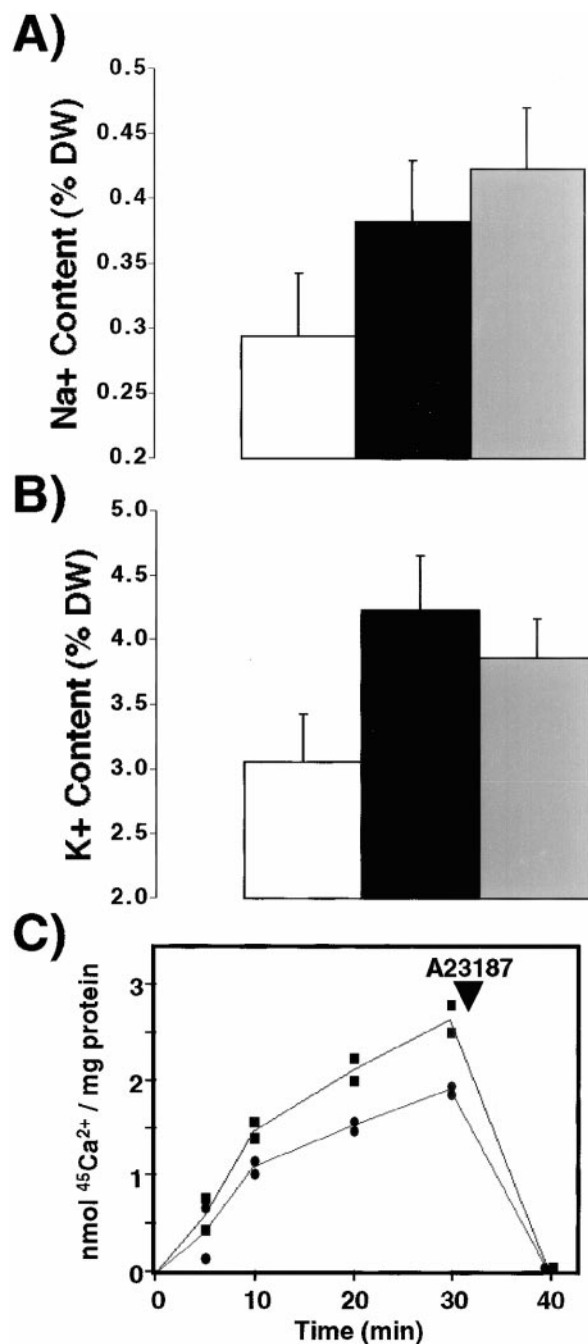 A)
Na+ Content (% DW)
0.5
0.45
0.4
0.35
0.3
0.25
0.2
B)
K+ Content (% DW)
5.0
4.5
4.0
3.5
3.0
2.5
2.0
C)
nmol ⁴⁵Ca²⁺ / mg protein
3
2
1
0
A23187
0 10 20 30 40
Time (min)